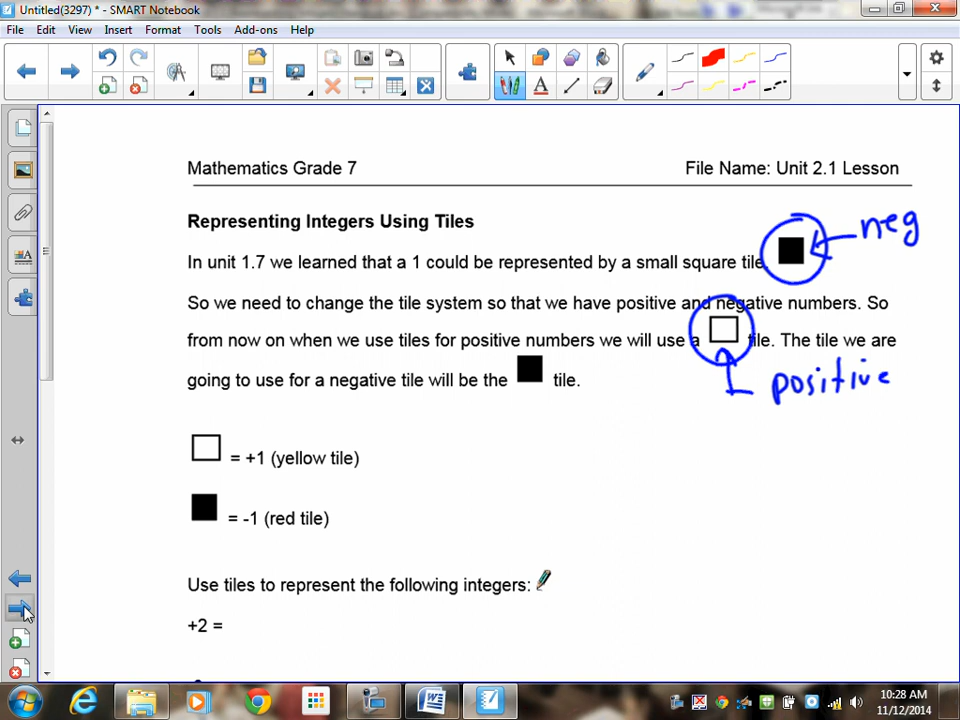 Untitled(3297) * - SMART Notebook
File Edit View Insert Format Tools Add-ons Help
Mathematics Grade 7 File Name: Unit 2.1 Lesson
Representing Integers Using Tiles
neg
In unit 1.7 we learned that a 1 could be represented by a small square tile.
So we need to change the tile system so that we have positive and negative numbers. So
from now on when we use tiles for positive numbers we will use a tile. The tile we are
going to use for a negative tile will be the tile.
positive
= +1 (yellow tile)
= -1 (red tile)
Use tiles to represent the following integers:
+2 =
10:28 AM
11/12/2014